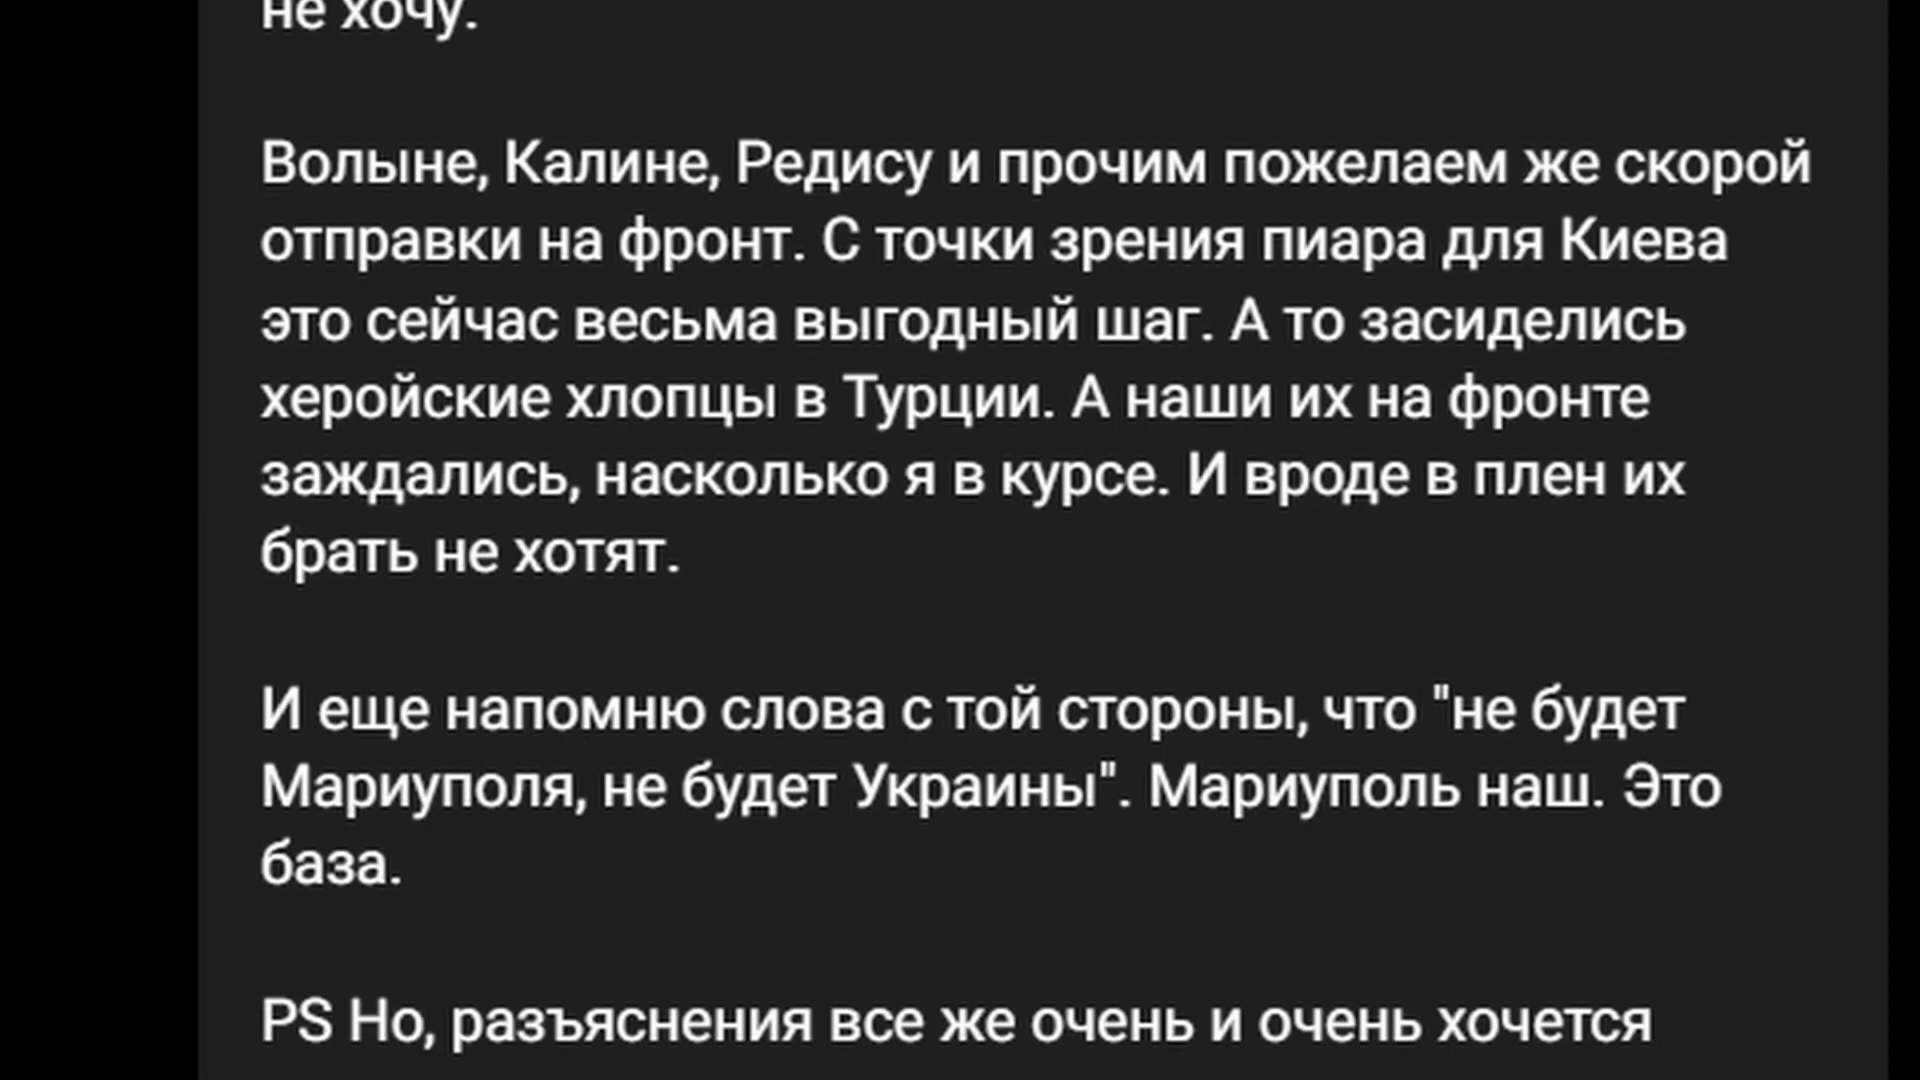 не хочу.
Волыне, Калине, Редису и прочим пожелаем же скорой
отправки на фронт. С точки зрения пиара для Киева
это сейчас весьма выгодный шаг. А то засиделись
херойские хлопцы в Турции. А наши их на фронте
заждались, насколько я в курсе. И вроде в плен их
брать не хотят.
И еще напомню слова с той стороны, что "не будет
Мариуполя, не будет Украины". Мариуполь наш. Это
база.
PS Но, разъяснения все же очень и очень хочется